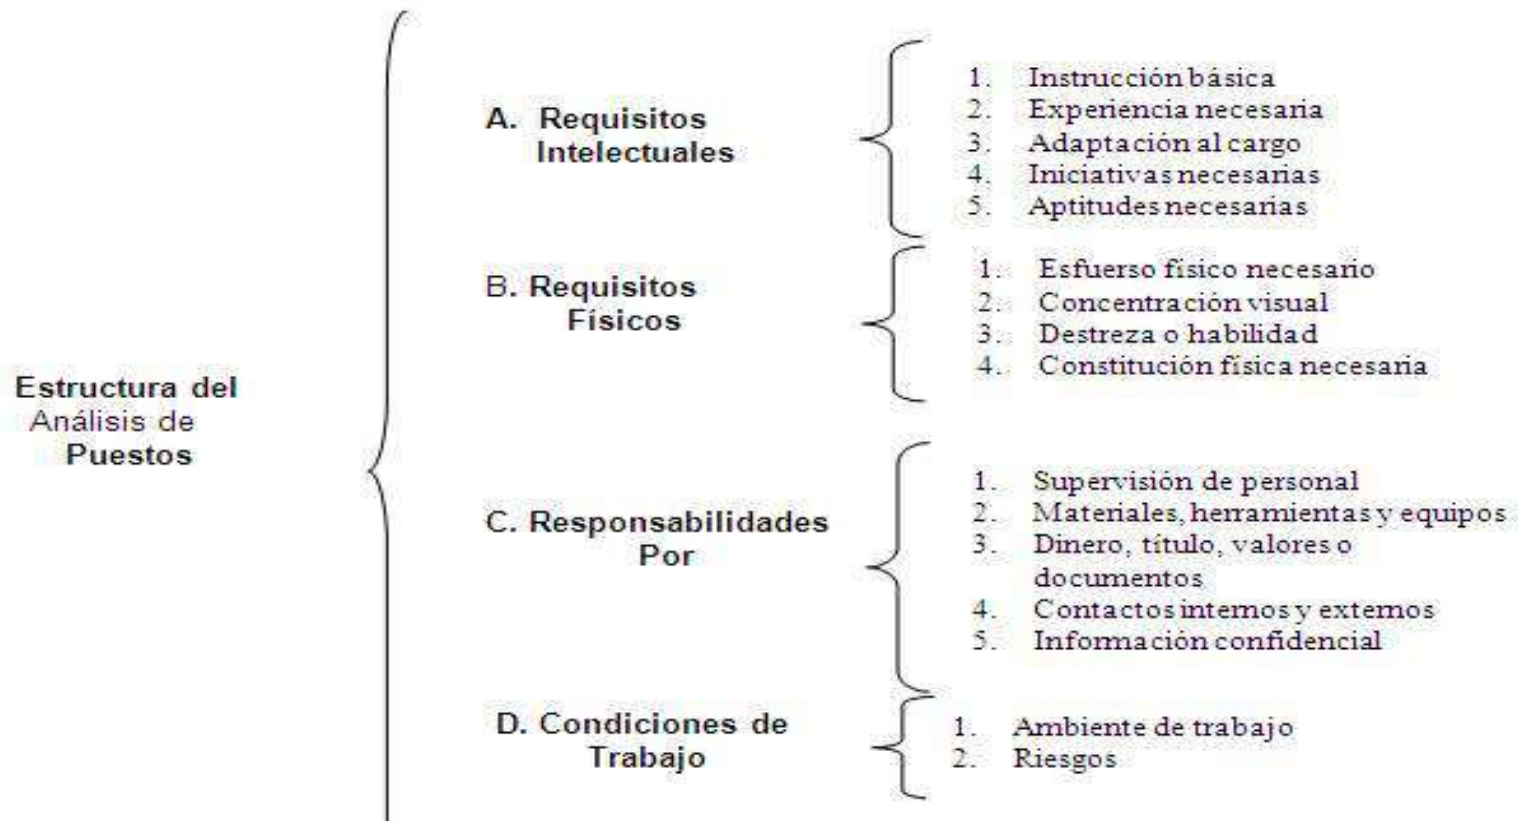 Estructura del
Análisis de
Puestos
A. Requisitos
Intelectuales
1. Instrucción básica
2. Experiencia necesaria
3. Adaptación al cargo
4. Iniciativas necesarias
5. Aptitudes necesarias
B. Requisitos
Físicos
1. Esfuerso físico necesario
2. Concentración visual
3. Destreza o habilidad
4. Constitución física necesaria
C. Responsabilidades
Por
1. Supervisión de personal
2. Materiales, herramientas y equipos
3. Dinero, título, valores o
documentos
4. Contactos internos y externos
5. Información confidencial
D. Condiciones de
Trabajo
1. Ambiente de trabajo
2. Riesgos